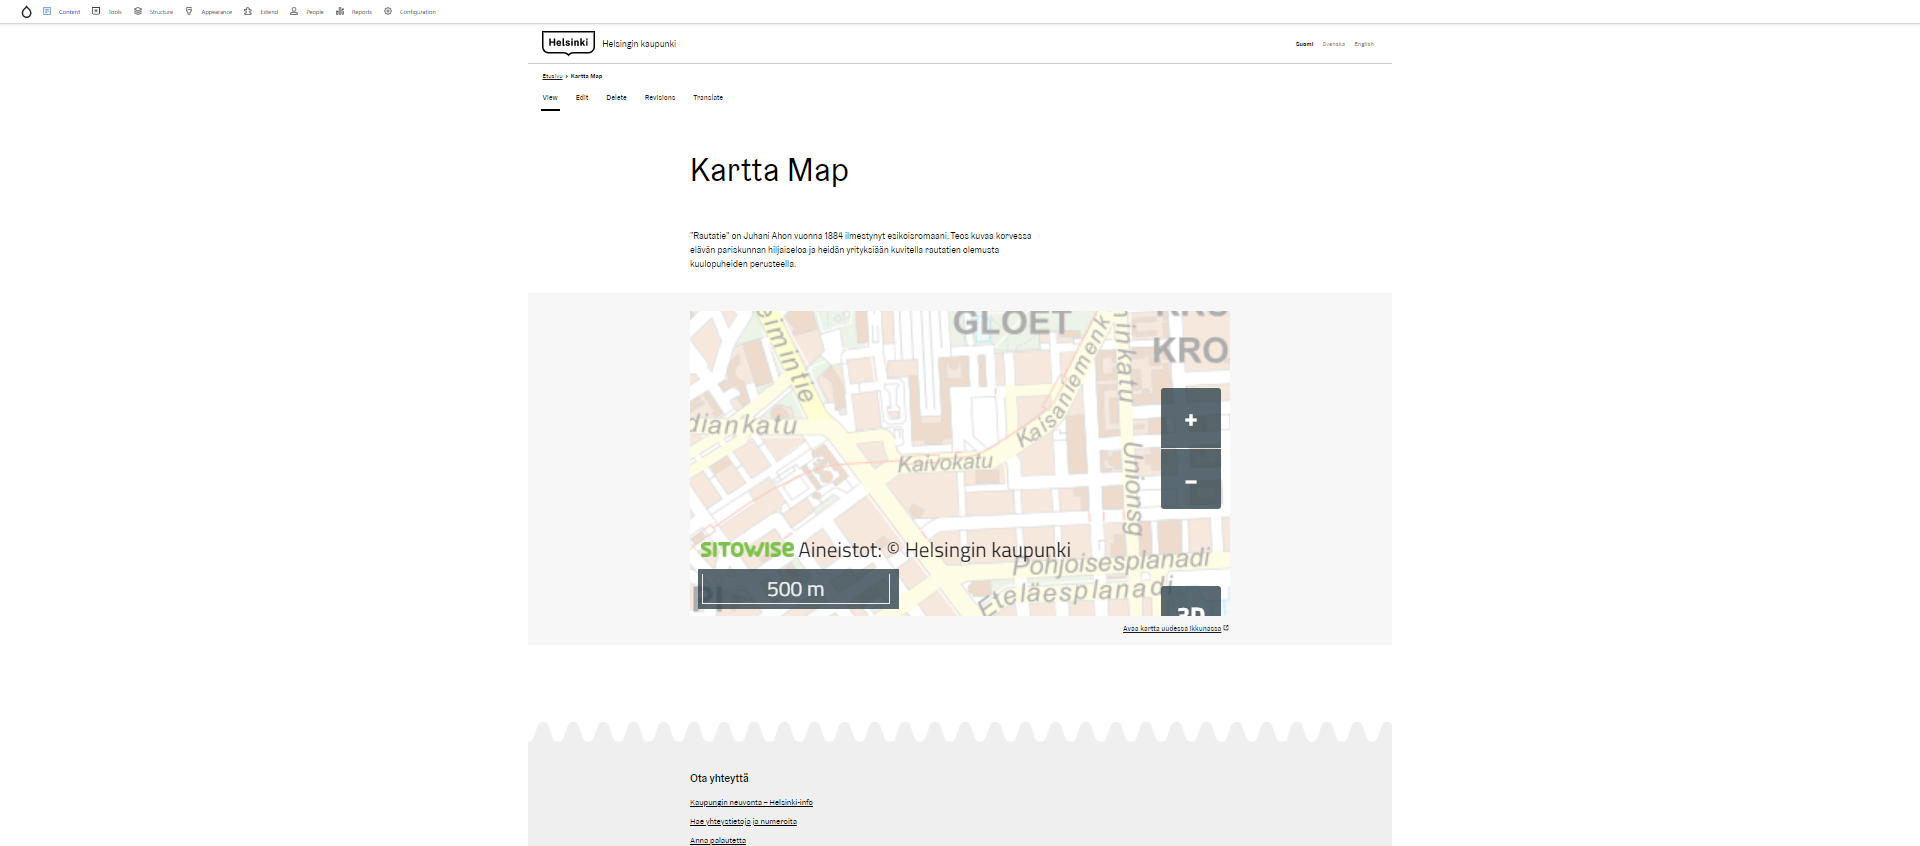 Content Tools Structure Appearance Extend People Reports Configuration
Helsinki Helsingin kaupunki Suomi Svenska English
Etusivu > Kartta Map
View Edit Delete Revisions Translate
Kartta Map
"Rautatie" on Juhani Ahon vuonna 1884 ilmestynyt esikoisromaani. Teos kuvaa korvessa
elävän pariskunnan hiljaiseloa ja heidän yrityksiään kuvitella rautatien olemusta
kuulopuheiden perusteella.
GLOET
KRO
eimintie
inkatu
Kaisaniemenk
diankatu
Kaivokatu
Unionsg
+
−
SITOWISE Aineistot: © Helsingin kaupunki
Pohjoisesplanadi
Eteläesplanadi
500 m
3D
Avaa kartta uudessa ikkunassa
Ota yhteyttä
Kaupungin neuvonta – Helsinki-info
Hae yhteystietoja ja numeroita
Anna palautetta